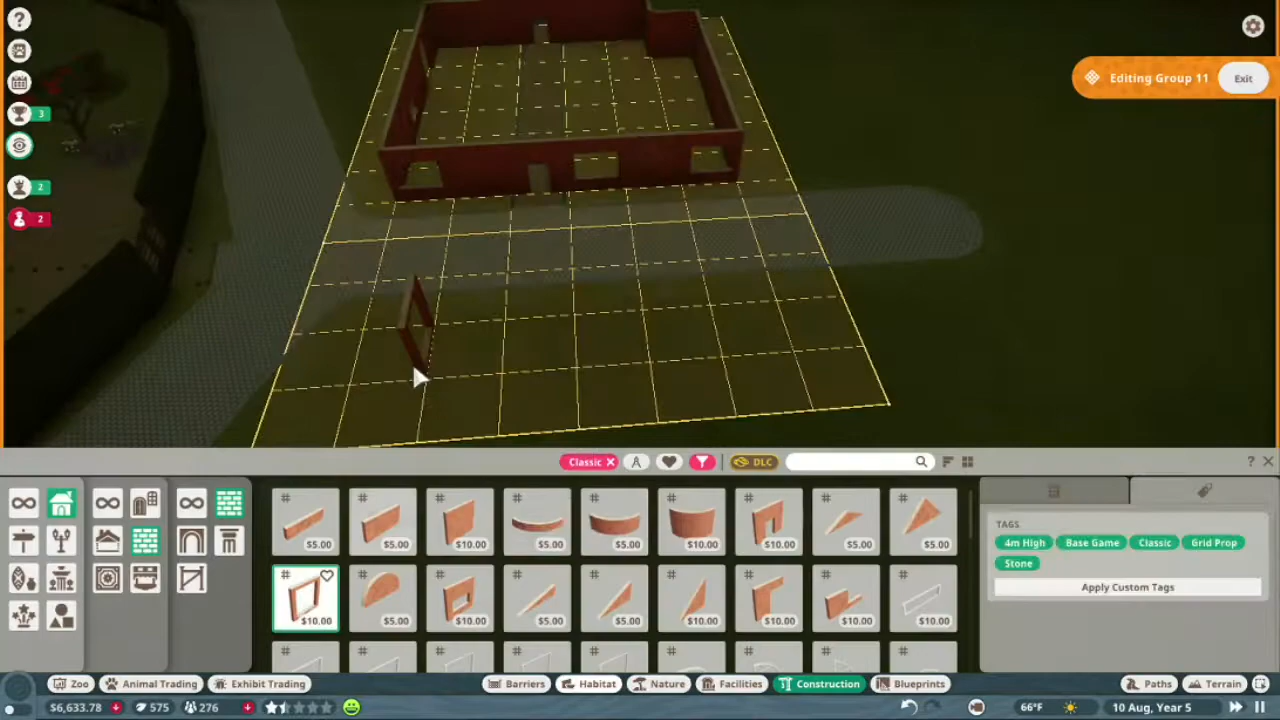 ?
3
Editing Group 11 Exit
2
2
Classic × DLC
? ×
# $5.00 # $5.00 # $10.00 # $5.00 # $5.00 # $10.00 # $10.00 # $5.00 # $5.00
# $10.00 # $5.00 # $10.00 # $5.00 # $5.00 # $10.00 # $10.00 # $10.00 # $10.00
# # # # # # # # #
TAGS
4m High Base Game Classic Grid Prop
Stone
Apply Custom Tags
Zoo Animal Trading Exhibit Trading Barriers Habitat Nature Facilities Construction Blueprints Paths Terrain
$6,633.78 575 276 66°F 10 Aug, Year 5